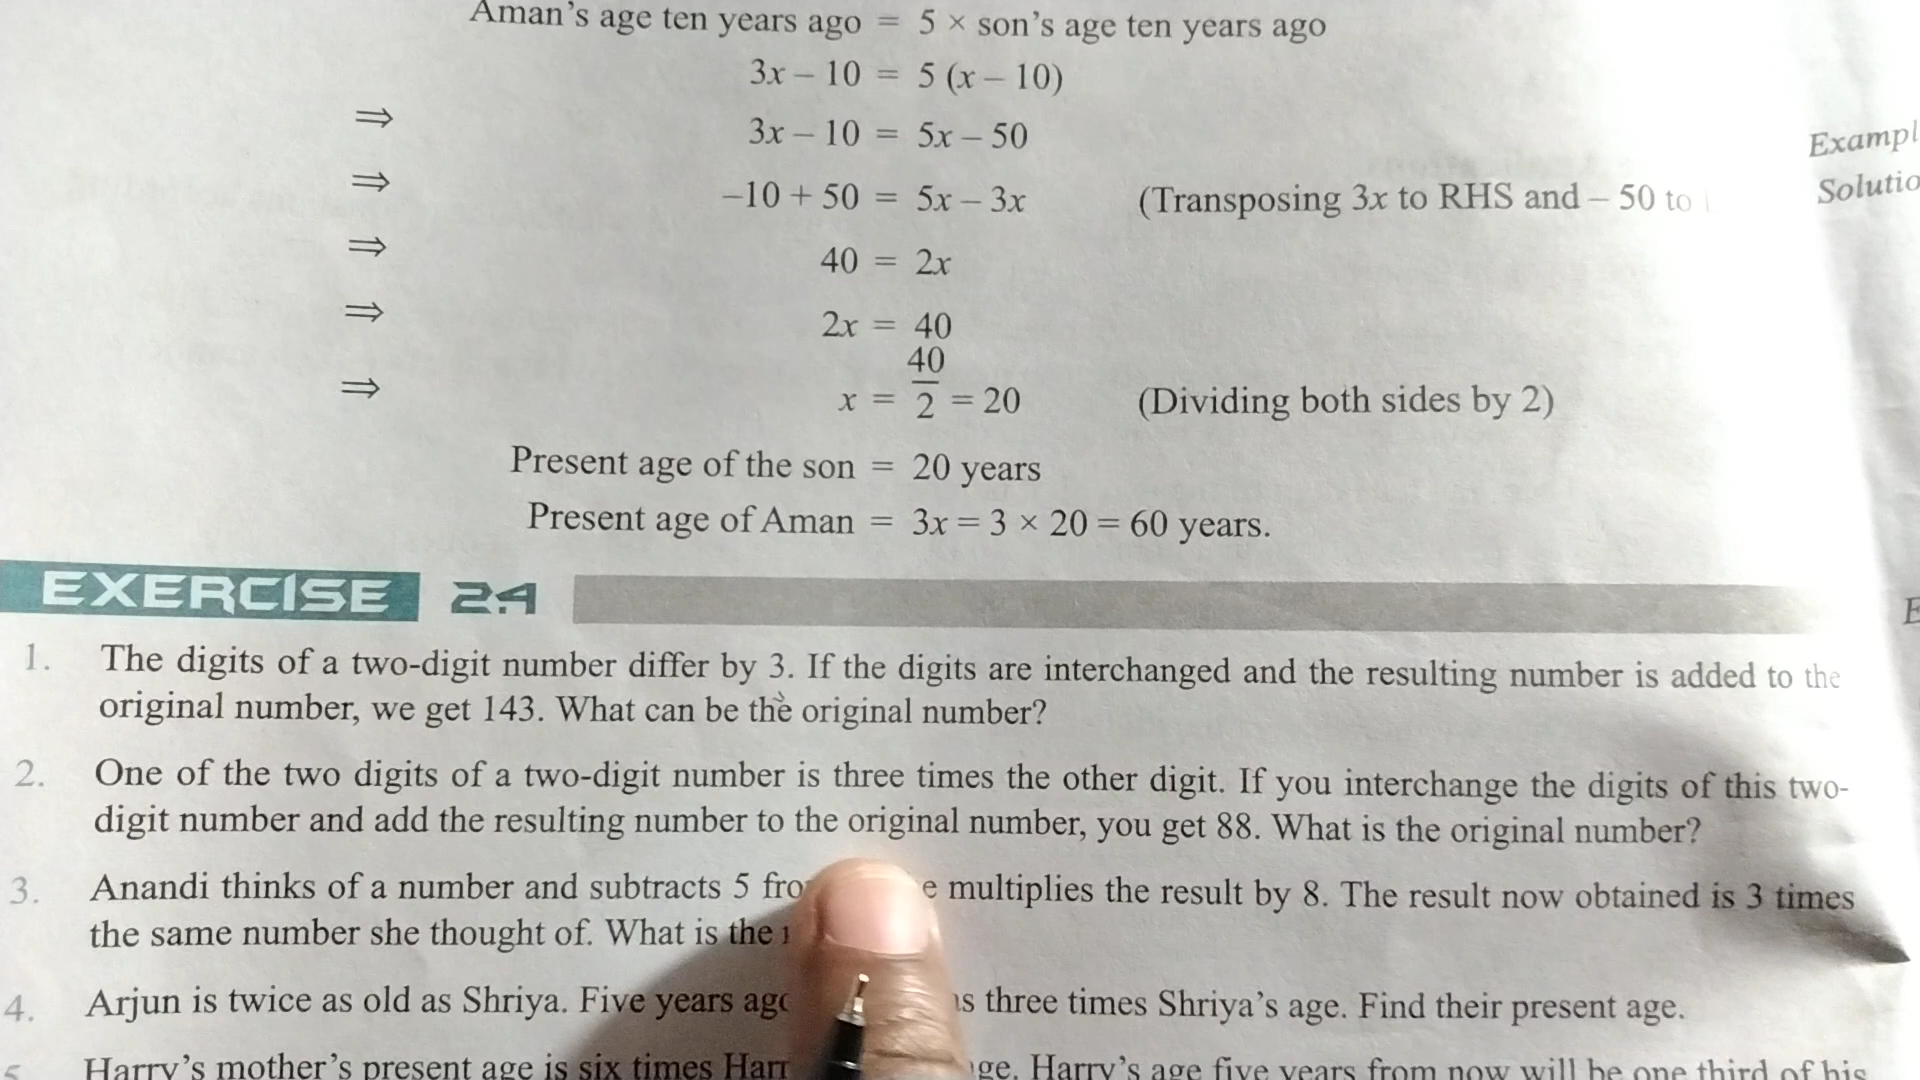 Aman's age ten years ago = 5 × son's age ten years ago
3x – 10 = 5 (x – 10)
⇒ 3x – 10 = 5x – 50
⇒ –10 + 50 = 5x – 3x (Transposing 3x to RHS and – 50 to
⇒ 40 = 2x
⇒ 2x = 40
⇒ x = 40/2 = 20 (Dividing both sides by 2)
Present age of the son = 20 years
Present age of Aman = 3x = 3 × 20 = 60 years.
EXERCISE 2.4
1. The digits of a two-digit number differ by 3. If the digits are interchanged and the resulting number is added to the
original number, we get 143. What can be the original number?
2. One of the two digits of a two-digit number is three times the other digit. If you interchange the digits of this two-
digit number and add the resulting number to the original number, you get 88. What is the original number?
3. Anandi thinks of a number and subtracts 5 multiplies the result by 8. The result now obtained is 3 times
the same number she thought of. What is the
4. Arjun is twice as old as Shriya. Five years three times Shriya's age. Find their present age.
Harry's mother's present age is six times Harry's age five years from now will be one third of his